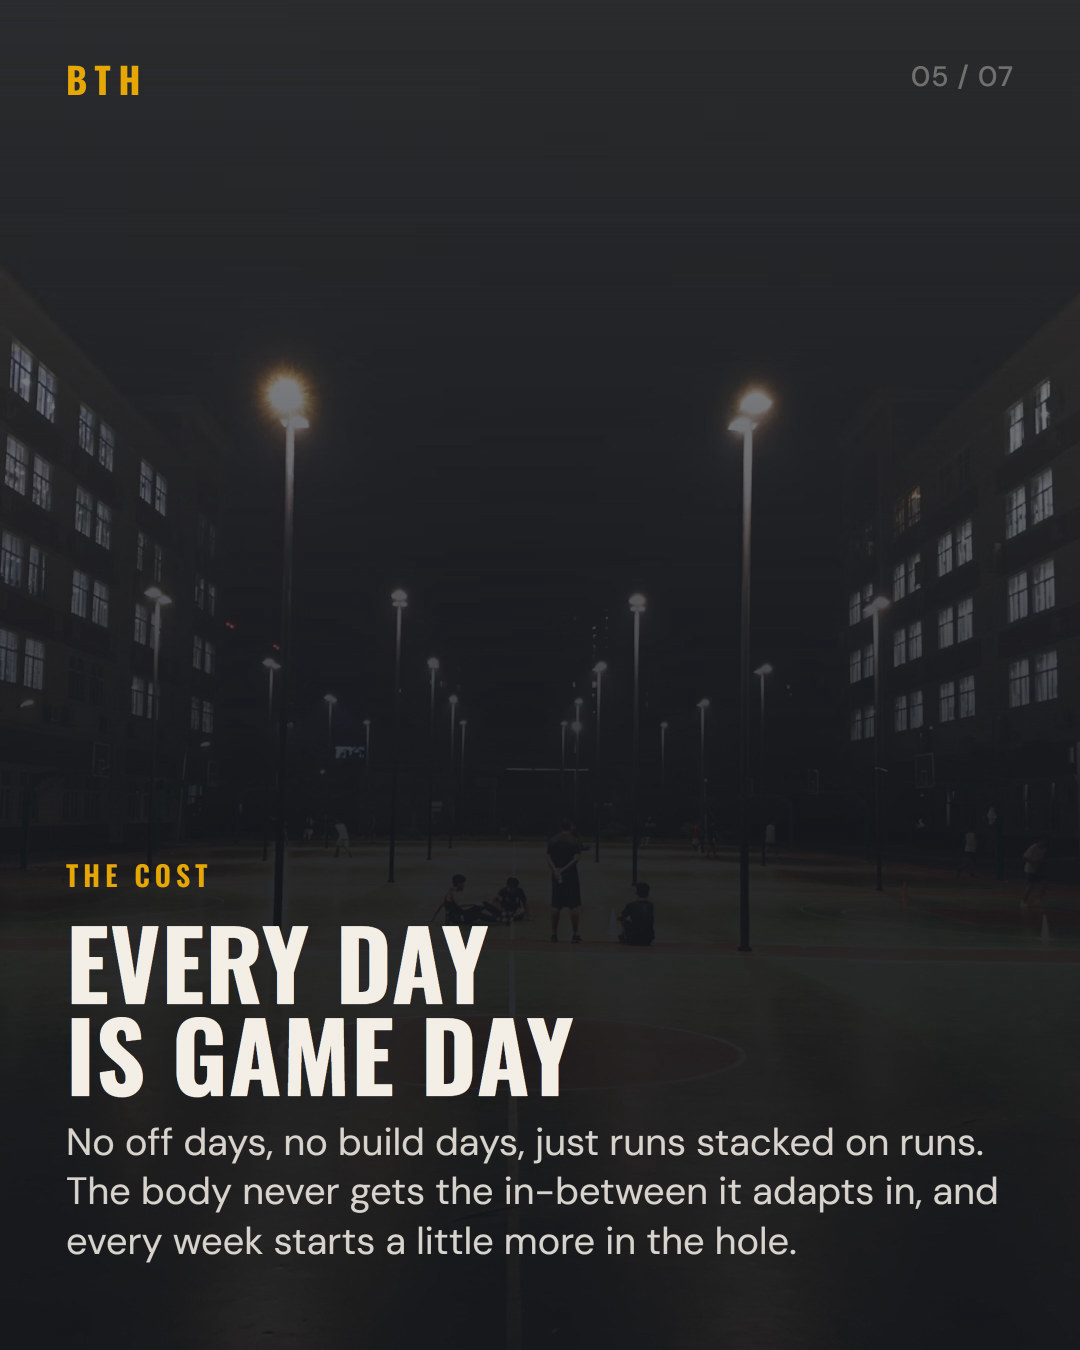 BTH
05 / 07
THE COST
EVERY DAY
IS GAME DAY
No off days, no build days, just runs stacked on runs.
The body never gets the in-between it adapts in, and
every week starts a little more in the hole.